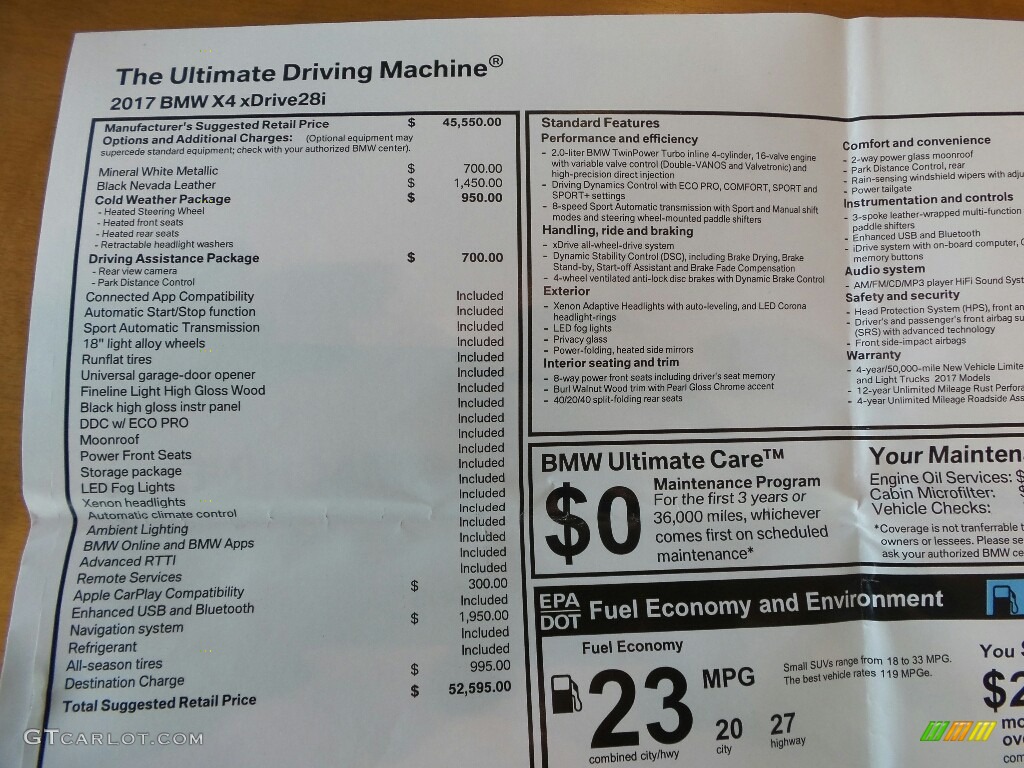 The Ultimate Driving Machine®
2017 BMW X4 xDrive28i
Manufacturer's Suggested Retail Price $ 45,550.00
Options and Additional Charges: (Optional equipment may
supercede standard equipment; check with your authorized BMW center).
Mineral White Metallic $ 700.00
Black Nevada Leather $ 1,450.00
Cold Weather Package $ 950.00
- Heated Steering Wheel
- Heated front seats
- Heated rear seats
- Retractable headlight washers
Driving Assistance Package $ 700.00
- Rear view camera
- Park Distance Control
Connected App Compatibility Included
Automatic Start/Stop function Included
Sport Automatic Transmission Included
18" light alloy wheels Included
Runflat tires Included
Universal garage-door opener Included
Fineline Light High Gloss Wood Included
Black high gloss instr panel Included
DDC w/ ECO PRO Included
Moonroof Included
Power Front Seats Included
Storage package Included
LED Fog Lights Included
Xenon headlights Included
Automatic climate control Included
Ambient Lighting Included
BMW Online and BMW Apps Included
Advanced RTTI Included
Remote Services Included
Apple CarPlay Compatibility $ 300.00
Enhanced USB and Bluetooth Included
Navigation system $ 1,950.00
Refrigerant Included
All-season tires Included
Destination Charge $ 995.00
Total Suggested Retail Price $ 52,595.00
Standard Features
Performance and efficiency
- 2.0-liter BMW TwinPower Turbo inline 4-cylinder, 16-valve engine
with variable valve control (Double-VANOS and Valvetronic) and
high-precision direct injection
- Driving Dynamics Control with ECO PRO, COMFORT, SPORT and
SPORT+ settings
- 8-speed Sport Automatic transmission with Sport and Manual shift
modes and steering wheel-mounted paddle shifters
Handling, ride and braking
- xDrive all-wheel-drive system
- Dynamic Stability Control (DSC), including Brake Drying, Brake
Stand-by, Start-off Assistant and Brake Fade Compensation
- 4-wheel ventilated anti-lock disc brakes with Dynamic Brake Control
Exterior
- Xenon Adaptive Headlights with auto-leveling, and LED Corona
headlight-rings
- LED fog lights
- Privacy glass
- Power-folding, heated side mirrors
Interior seating and trim
- 8-way power front seats including driver's seat memory
- Burl Walnut Wood trim with Pearl Gloss Chrome accent
- 40/20/40 split-folding rear seats
Comfort and convenience
- 2-way power glass moonroof
- Park Distance Control, rear
- Rain-sensing windshield wipers with adju
- Power tailgate
Instrumentation and controls
- 3-spoke leather-wrapped multi-function
paddle shifters
- Enhanced USB and Bluetooth
- iDrive system with on-board computer,
memory buttons
Audio system
- AM/FM/CD/MP3 player HiFi Sound Syst
Safety and security
- Head Protection System (HPS), front an
- Driver's and passenger's front airbag su
(SRS) with advanced technology
- Front side-impact airbags
Warranty
- 4-year/50,000-mile New Vehicle Limite
and Light Trucks 2017 Models
- 12-year Unlimited Mileage Rust Perfora
- 4-year Unlimited Mileage Roadside Ass
BMW Ultimate Care™
$0
Maintenance Program
For the first 3 years or
36,000 miles, whichever
comes first on scheduled
maintenance*
Your Maintena
Engine Oil Services: $
Cabin Microfilter: $
Vehicle Checks:
*Coverage is not tranferrable t
owners or lessees. Please se
ask your authorized BMW ce
EPA
DOT
Fuel Economy and Environment
Fuel Economy
23 MPG
combined city/hwy
20
city
27
highway
Small SUVs range from 18 to 33 MPG.
The best vehicle rates 119 MPGe.
You
$2
mo
ove
com
GTCARLOT.COM